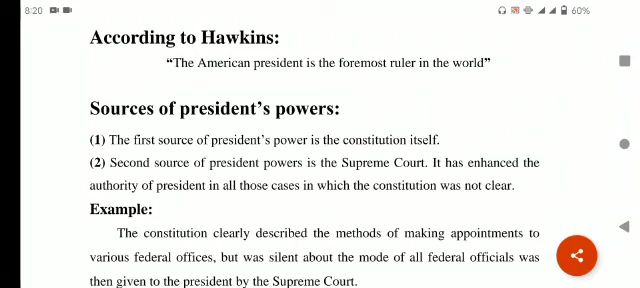 8:20
60%
According to Hawkins:
“The American president is the foremost ruler in the world”
Sources of president’s powers:
(1) The first source of president’s power is the constitution itself.
(2) Second source of president powers is the Supreme Court. It has enhanced the
authority of president in all those cases in which the constitution was not clear.
Example:
The constitution clearly described the methods of making appointments to
various federal offices, but was silent about the mode of all federal officials was
then given to the president by the Supreme Court.